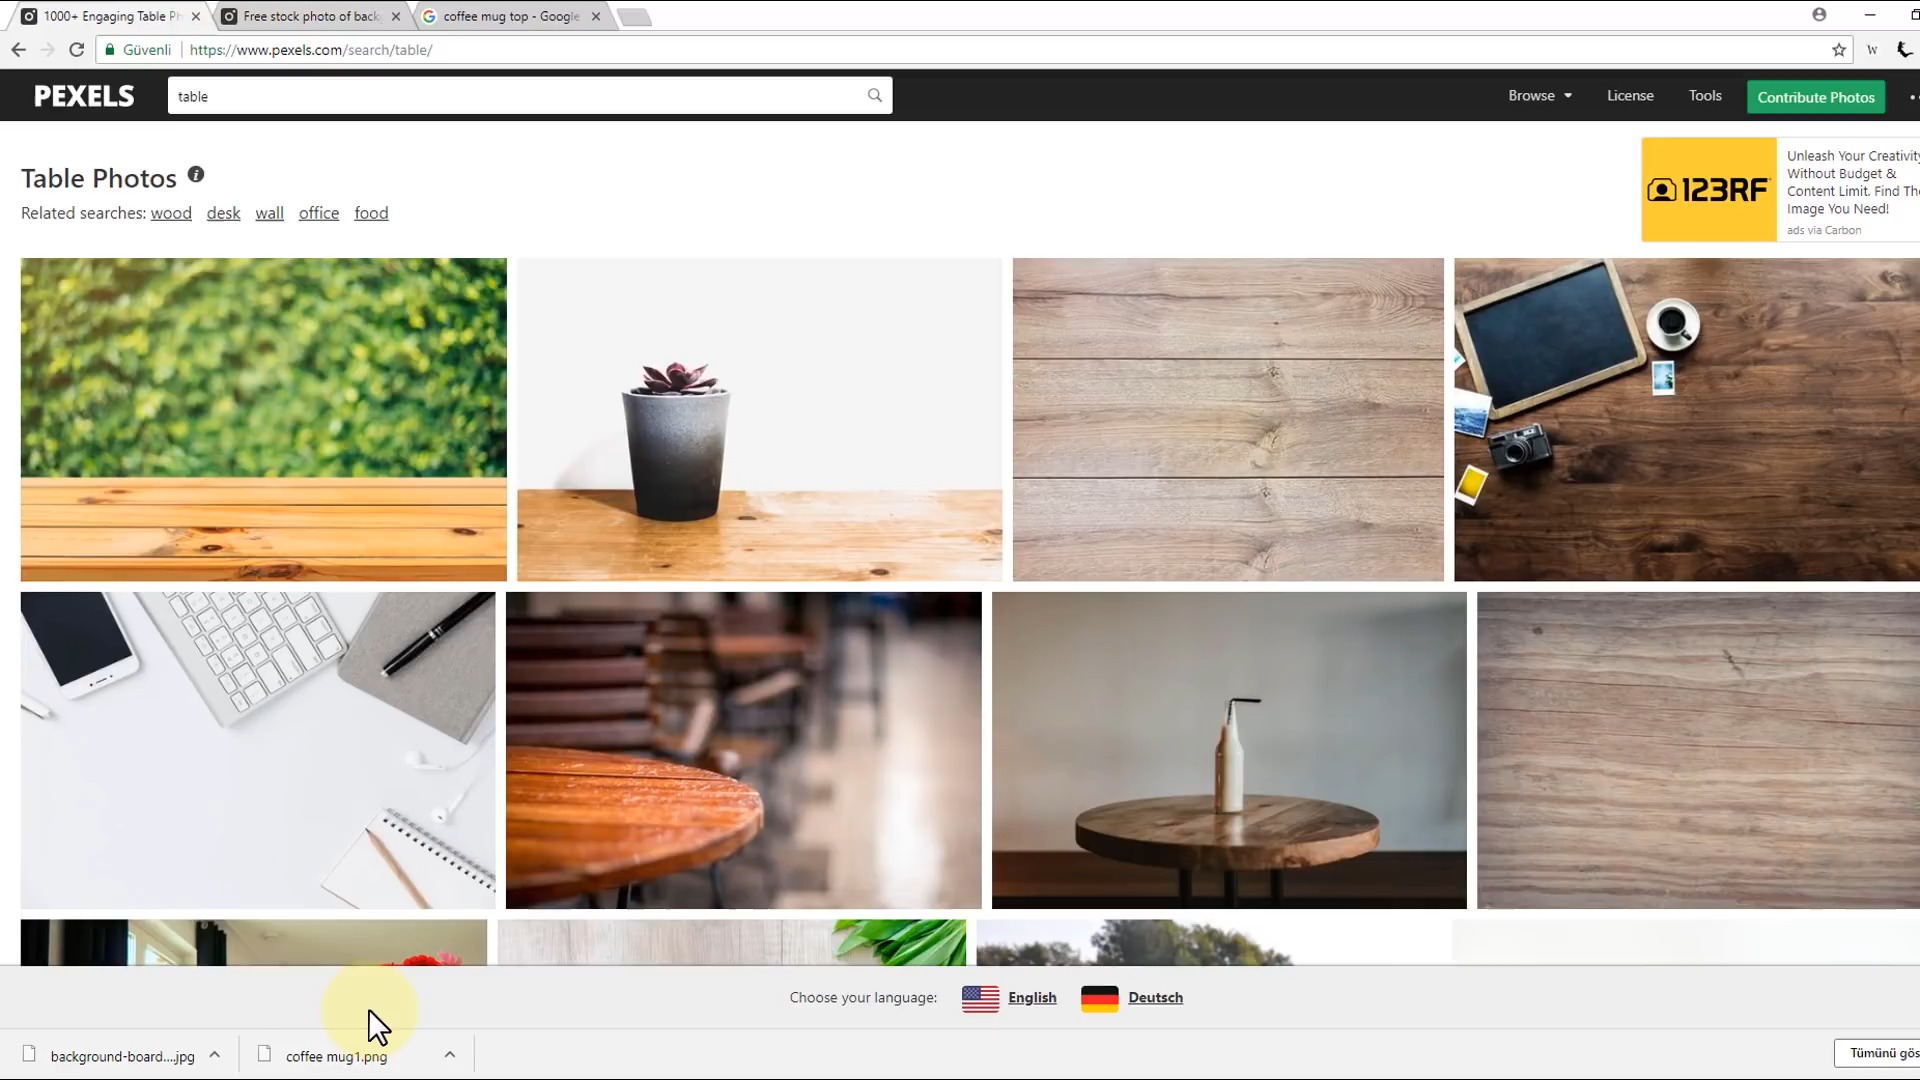 1000+ Engaging Table Ph
Free stock photo of back
coffee mug top - Google
Güvenli
https://www.pexels.com/search/table/
W
PEXELS
table
Browse
License
Tools
Contribute Photos
Table Photos
Related searches: wood desk wall office food
123RF
Unleash Your Creativity
Without Budget &
Content Limit. Find The
Image You Need!
ads via Carbon
Choose your language:
English
Deutsch
background-board....jpg
coffee mug1.png
Tümünü gös